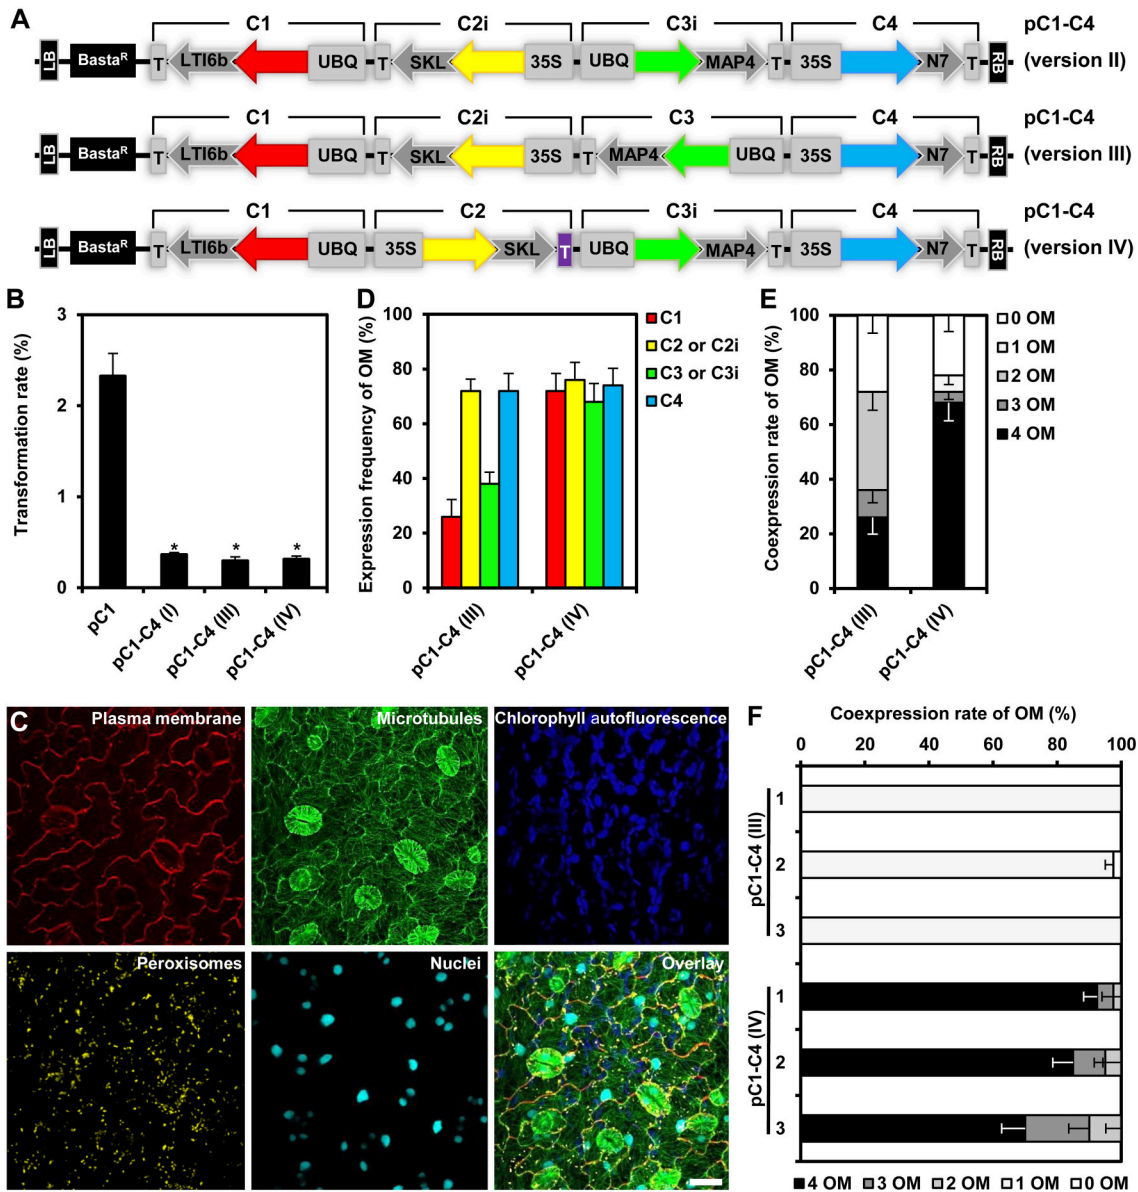 A
C1 C2i C3i C4 pC1-C4
LB Basta^R T LTI6b UBQ T SKL 35S UBQ MAP4 T 35S N7 T RB (version II)
C1 C2i C3 C4 pC1-C4
LB Basta^R T LTI6b UBQ T SKL 35S T MAP4 UBQ 35S N7 T RB (version III)
C1 C2 C3i C4 pC1-C4
LB Basta^R T LTI6b UBQ 35S SKL T UBQ MAP4 T 35S N7 T RB (version IV)
B
Transformation rate (%)
3
2
1
0
* * *
pC1
pC1-C4 (I)
pC1-C4 (III)
pC1-C4 (IV)
D
Expression frequency of OM (%)
100
80
60
40
20
0
pC1-C4 (III)
pC1-C4 (IV)
C1
C2 or C2i
C3 or C3i
C4
E
Coexpression rate of OM (%)
100
80
60
40
20
0
pC1-C4 (III)
pC1-C4 (IV)
0 OM
1 OM
2 OM
3 OM
4 OM
C
Plasma membrane
Microtubules
Chlorophyll autofluorescence
Peroxisomes
Nuclei
Overlay
F
Coexpression rate of OM (%)
0 20 40 60 80 100
pC1-C4 (III)
1
2
3
pC1-C4 (IV)
1
2
3
4 OM 3 OM 2 OM 1 OM 0 OM